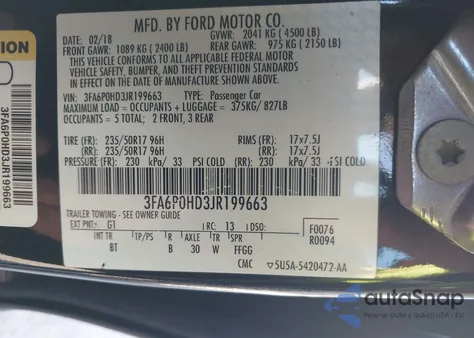 MFD. BY FORD MOTOR CO.
DATE: 02/18 GVWR: 2041 KG (4500 LB)
FRONT GAWR: 1089 KG (2400 LB) REAR GAWR: 975 KG (2150 LB)
THIS VEHICLE CONFORMS TO ALL APPLICABLE FEDERAL MOTOR VEHICLE
SAFETY, BUMPER, AND THEFT PREVENTION STANDARDS IN EFFECT ON
THE DATE OF MANUFACTURE SHOWN ABOVE.
VIN: 3FA6P0HD3JR199663 TYPE: Passenger Car
MAXIMUM LOAD = OCCUPANTS + LUGGAGE = 375KG/ 827LB
OCCUPANTS = 5 TOTAL; 2 FRONT, 3 REAR
TIRE (FR): 235/50R17 96H RIMS (FR): 17x7.5J
(RR): 235/50R17 96H (RR): 17x7.5J
PRESSURE (FR): 230 kPa/ 33 PSI COLD (RR): 230 kPa/ 33 PSI COLD
3FA6P0HD3JR199663
TRAILER TOWING - SEE OWNER GUIDE
EXT PNT: G1 RC: 13 DSO: F0076
R0094
INT TR TP/PS R AXLE TR SPR
BT B 30 W FFGG
CMC 5U5A-5420472-AA
3FA6P0HD3JR199663
autoSnap
Pewne auto z USA i EU